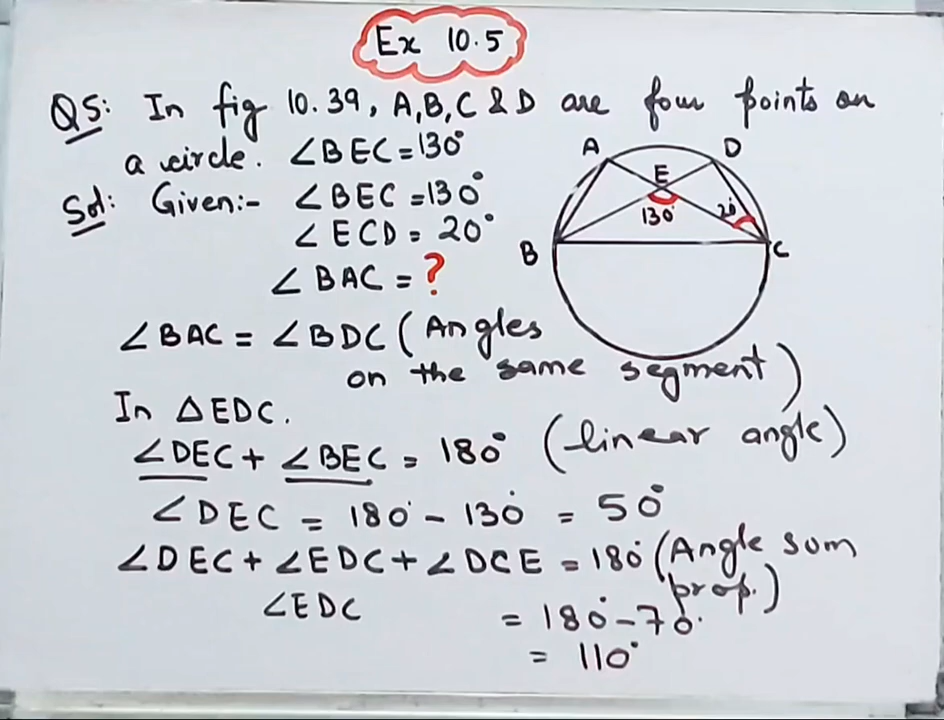 Ex 10.5
Q5: In fig 10.39, A,B,C & D are four points on
a circle. ∠BEC = 130°
Sol: Given:- ∠BEC = 130°
∠ECD = 20°
∠BAC = ?
A
D
E
130°
20°
B
C
∠BAC = ∠BDC (Angles
on the same segment)
In △EDC.
∠DEC + ∠BEC = 180° (linear angle)
∠DEC = 180° - 130° = 50°
∠DEC + ∠EDC + ∠DCE = 180° (Angle sum
prop.)
∠EDC = 180° - 70°.
= 110°